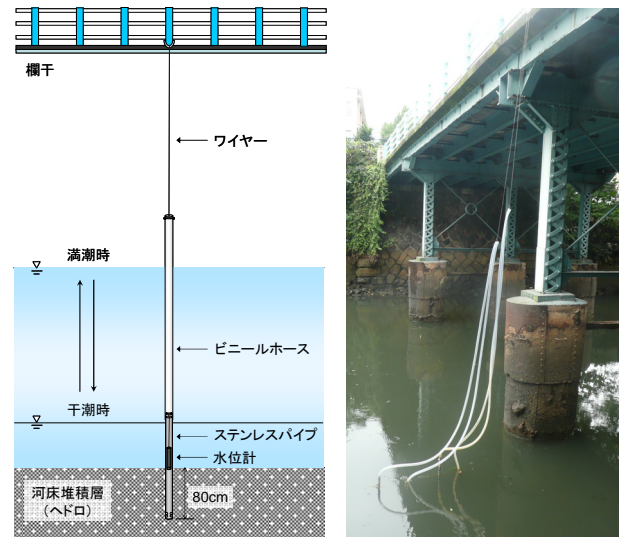 欄干
ワイヤー
満潮時
ビニールホース
干潮時
ステンレスパイプ
水位計
河床堆積層
(ヘドロ)
80cm